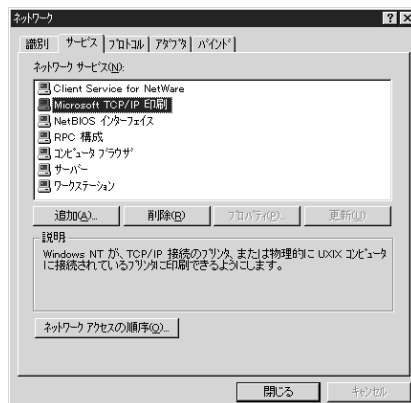 ネットワーク
識別 サービス プロトコル アダプタ バインド
ネットワーク サービス(N):
Client Service for NetWare
Microsoft TCP/IP 印刷
NetBIOS インターフェイス
RPC 構成
コンピュータ ブラウザ
サーバー
ワークステーション
追加(A)... 削除(R) プロパティ(P)... 更新(U)
説明
Windows NT が、TCP/IP 接続のプリンタ、または物理的に UXIX コンピュータ
に接続されているプリンタに印刷できるようにします。
ネットワーク アクセスの順序(O)...
閉じる キャンセル